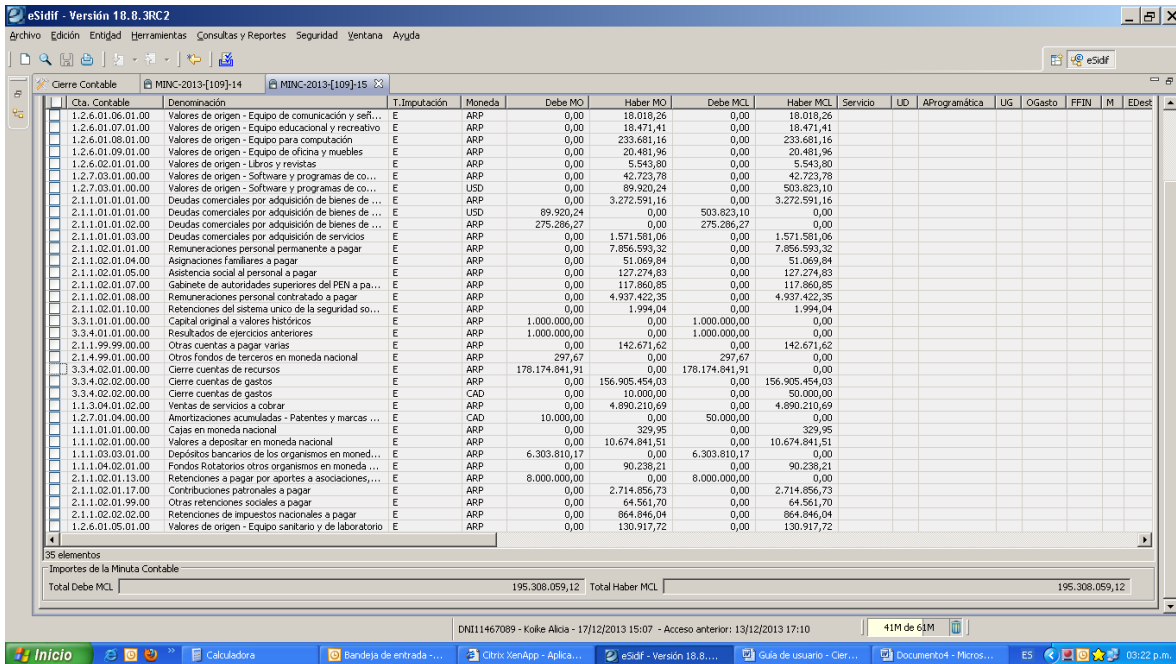 eSidif - Versión 18.8.3RC2
Archivo Edición Entidad Herramientas Consultas y Reportes Seguridad Ventana Ayuda
eSidif
Cierre Contable MINC-2013-[109]-14 MINC-2013-[109]-15
Cta. Contable Denominación T.Imputación Moneda Debe MO Haber MO Debe MCL Haber MCL Servicio UD AProgramática UG OGasto FFIN M EDest
1.2.6.01.06.01.00 Valores de origen - Equipo de comunicación y señ... E ARP 0,00 18.018,26 0,00 18.018,26
1.2.6.01.07.01.00 Valores de origen - Equipo educacional y recreativo E ARP 0,00 18.471,41 0,00 18.471,41
1.2.6.01.08.01.00 Valores de origen - Equipo para computación E ARP 0,00 233.681,16 0,00 233.681,16
1.2.6.01.09.01.00 Valores de origen - Equipo de oficina y muebles E ARP 0,00 20.481,96 0,00 20.481,96
1.2.6.02.01.01.00 Valores de origen - Libros y revistas E ARP 0,00 5.543,80 0,00 5.543,80
1.2.7.03.01.00.00 Valores de origen - Software y programas de co... E ARP 0,00 42.723,78 0,00 42.723,78
1.2.7.03.01.00.00 Valores de origen - Software y programas de co... E USD 0,00 89.920,24 0,00 503.823,10
2.1.1.01.01.01.00 Deudas comerciales por adquisición de bienes de ... E ARP 0,00 3.272.591,16 0,00 3.272.591,16
2.1.1.01.01.01.00 Deudas comerciales por adquisición de bienes de ... E USD 89.920,24 0,00 503.823,10 0,00
2.1.1.01.01.02.00 Deudas comerciales por adquisición de bienes de ... E ARP 275.286,27 0,00 275.286,27 0,00
2.1.1.01.01.03.00 Deudas comerciales por adquisición de servicios E ARP 0,00 1.571.581,06 0,00 1.571.581,06
2.1.1.02.01.01.00 Remuneraciones personal permanente a pagar E ARP 0,00 7.856.593,32 0,00 7.856.593,32
2.1.1.02.01.04.00 Asignaciones familiares a pagar E ARP 0,00 51.069,84 0,00 51.069,84
2.1.1.02.01.05.00 Asistencia social al personal a pagar E ARP 0,00 127.274,83 0,00 127.274,83
2.1.1.02.01.07.00 Gabinete de autoridades superiores del PEN a pa... E ARP 0,00 117.860,85 0,00 117.860,85
2.1.1.02.01.08.00 Remuneraciones personal contratado a pagar E ARP 0,00 4.937.422,35 0,00 4.937.422,35
2.1.1.02.01.10.00 Retenciones del sistema unico de la seguridad so... E ARP 0,00 1.994,04 0,00 1.994,04
3.3.1.01.01.00.00 Capital original a valores históricos E ARP 1.000.000,00 0,00 1.000.000,00 0,00
3.3.4.01.01.00.00 Resultados de ejercicios anteriores E ARP 1.000.000,00 0,00 1.000.000,00 0,00
2.1.1.99.99.00.00 Otras cuentas a pagar varias E ARP 0,00 142.671,62 0,00 142.671,62
2.1.4.99.01.00.00 Otros fondos de terceros en moneda nacional E ARP 297,67 0,00 297,67 0,00
3.3.4.02.01.00.00 Cierre cuentas de recursos E ARP 178.174.841,91 0,00 178.174.841,91 0,00
3.3.4.02.02.00.00 Cierre cuentas de gastos E ARP 0,00 156.905.454,03 0,00 156.905.454,03
3.3.4.02.02.00.00 Cierre cuentas de gastos E CAD 0,00 10.000,00 0,00 50.000,00
1.1.3.04.01.02.00 Ventas de servicios a cobrar E ARP 0,00 4.890.210,69 0,00 4.890.210,69
1.2.7.01.04.00.00 Amortizaciones acumuladas - Patentes y marcas ... E CAD 10.000,00 0,00 50.000,00 0,00
1.1.1.01.01.00.00 Cajas en moneda nacional E ARP 0,00 329,95 0,00 329,95
1.1.1.02.01.00.00 Valores a depositar en moneda nacional E ARP 0,00 10.674.841,51 0,00 10.674.841,51
1.1.1.03.03.01.00 Depósitos bancarios de los organismos en moned... E ARP 6.303.810,17 0,00 6.303.810,17 0,00
1.1.1.04.02.01.00 Fondos Rotatorios otros organismos en moneda ... E ARP 0,00 90.238,21 0,00 90.238,21
2.1.1.02.01.13.00 Retenciones a pagar por aportes a asociaciones,... E ARP 8.000.000,00 0,00 8.000.000,00 0,00
2.1.1.02.01.17.00 Contribuciones patronales a pagar E ARP 0,00 2.714.856,73 0,00 2.714.856,73
2.1.1.02.01.99.00 Otras retenciones sociales a pagar E ARP 0,00 64.561,70 0,00 64.561,70
2.1.1.02.02.02.00 Retenciones de impuestos nacionales a pagar E ARP 0,00 864.846,04 0,00 864.846,04
1.2.6.01.05.01.00 Valores de origen - Equipo sanitario y de laboratorio E ARP 0,00 130.917,72 0,00 130.917,72
35 elementos
Importes de la Minuta Contable
Total Debe MCL 195.308.059,12 Total Haber MCL 195.308.059,12
DNI11467089 - Koike Alicia - 17/12/2013 15:07 - Acceso anterior: 13/12/2013 17:10 41M de 61M
Inicio Calculadora Bandeja de entrada -... Citrix XenApp - Aplica... eSidif - Versión 18.8.... Guía de usuario - Cier... Documento4 - Micros... ES 03:22 p.m.